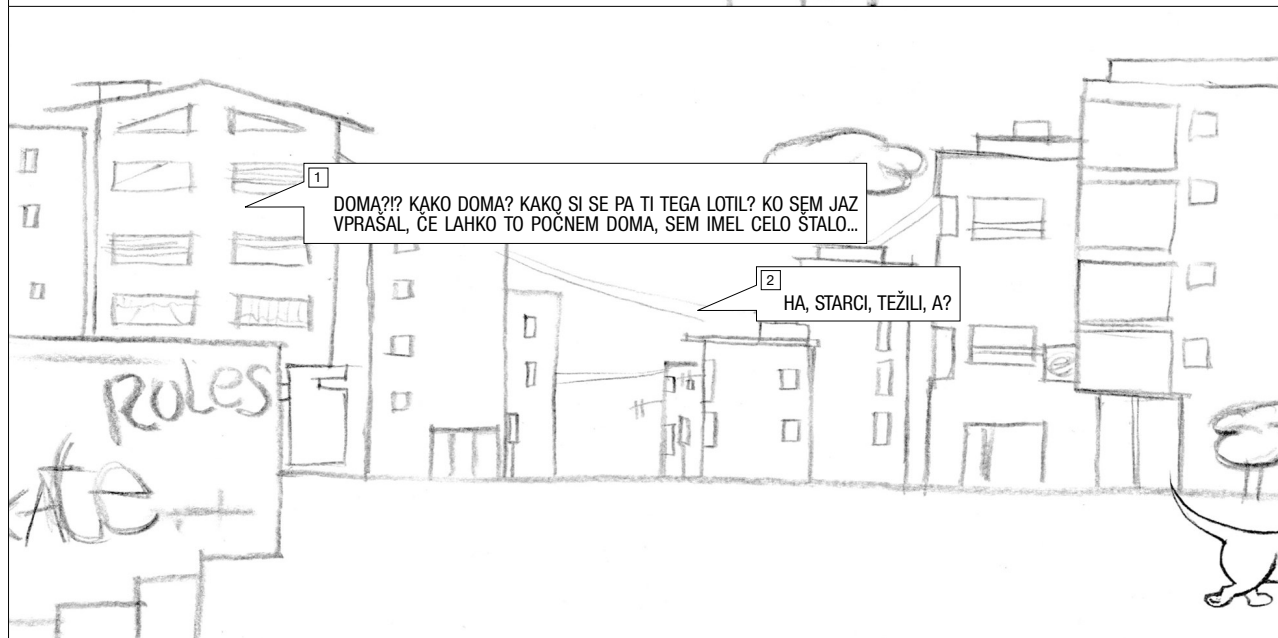 1
DOMA?!? KAKO DOMA? KAKO SI SE PA TI TEGA LOTIL? KO SEM JAZ
VPRAŠAL, ČE LAHKO TO POČNEM DOMA, SEM IMEL CELO ŠTALO...
2
HA, STARCI, TEŽILI, A?
RULES
KATE